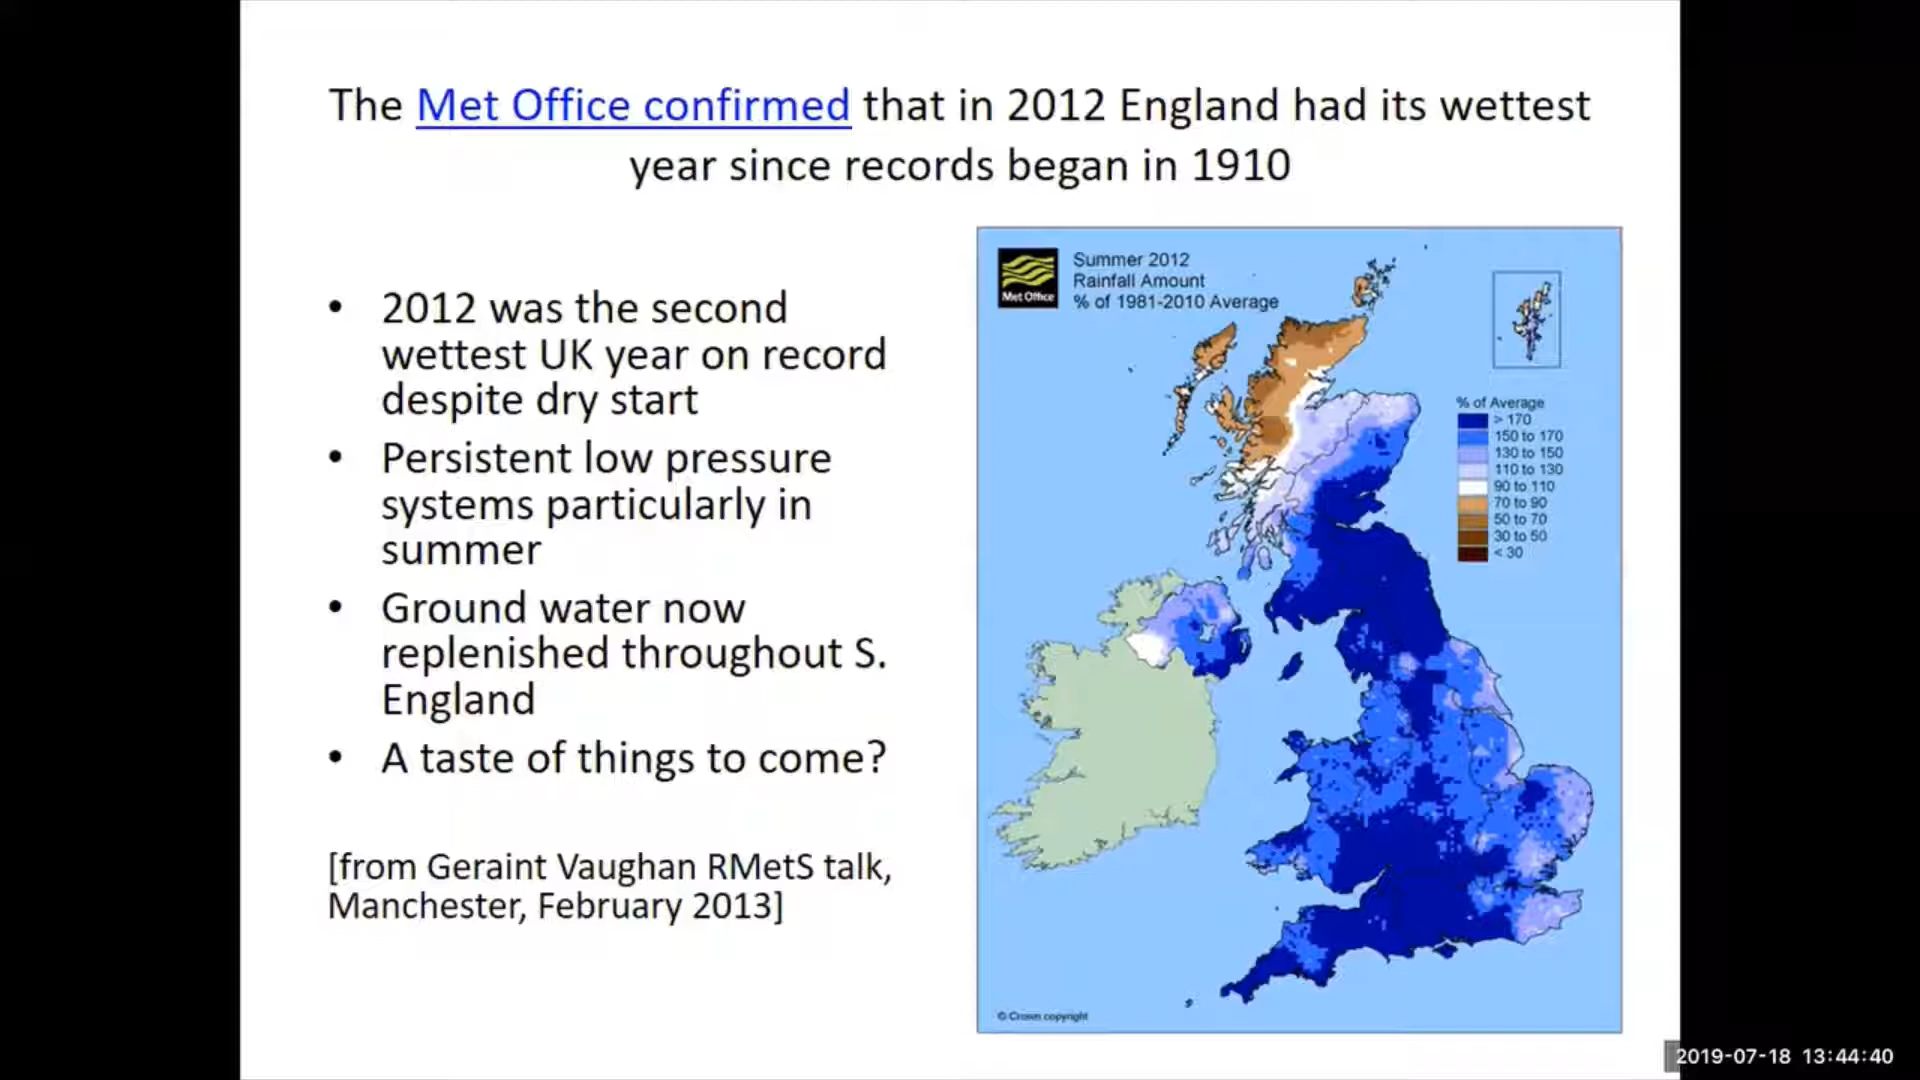 The Met Office confirmed that in 2012 England had its wettest
year since records began in 1910
• 2012 was the second
wettest UK year on record
despite dry start
• Persistent low pressure
systems particularly in
summer
• Ground water now
replenished throughout S.
England
• A taste of things to come?
[from Geraint Vaughan RMetS talk,
Manchester, February 2013]
Met Office
Summer 2012
Rainfall Amount
% of 1981-2010 Average
% of Average
> 170
150 to 170
130 to 150
110 to 130
90 to 110
70 to 90
50 to 70
30 to 50
< 30
© Crown copyright
2019-07-18 13:44:40